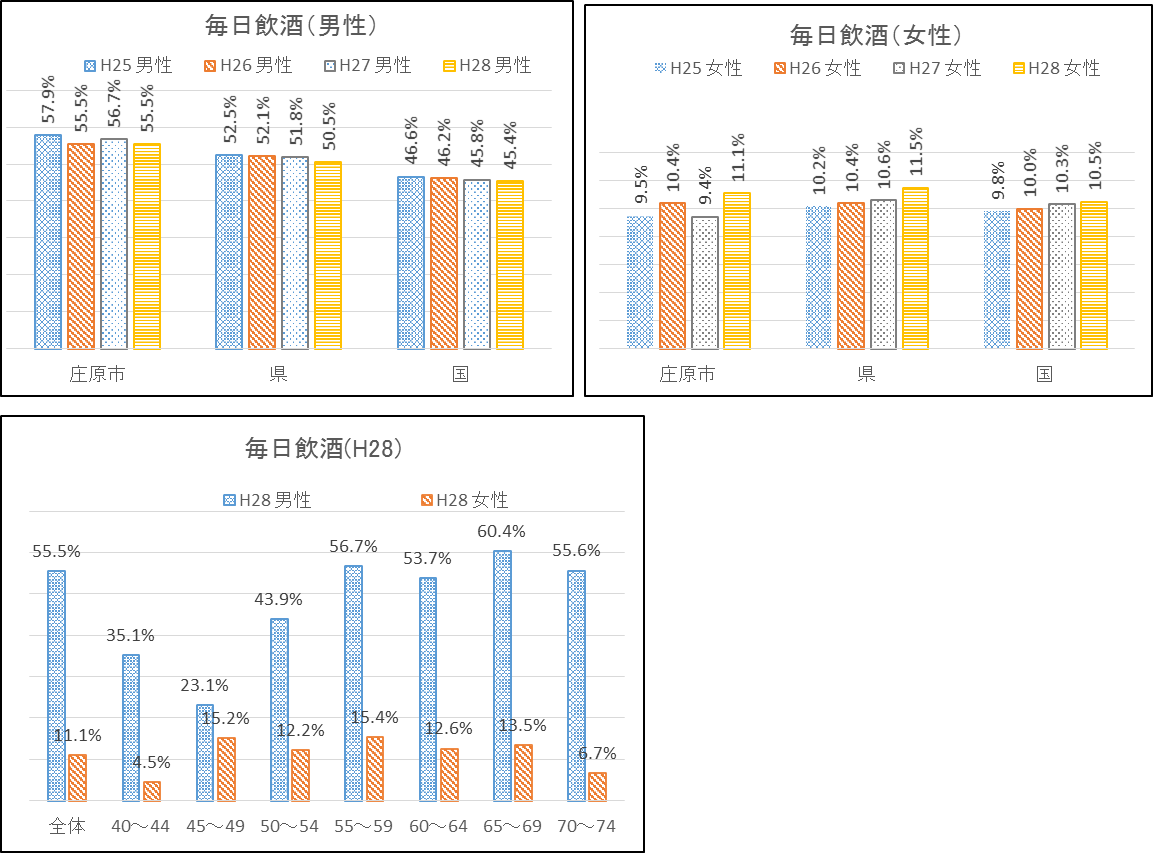 毎日飲酒（男性）
H25 男性 H26 男性 H27 男性 H28 男性
57.9% 55.5% 56.7% 55.5% 52.5% 52.1% 51.8% 50.5% 46.6% 46.2% 45.8% 45.4%
庄原市 県 国
毎日飲酒（女性）
H25 女性 H26 女性 H27 女性 H28 女性
9.5% 10.4% 9.4% 11.1% 10.2% 10.4% 10.6% 11.5% 9.8% 10.0% 10.3% 10.5%
庄原市 県 国
毎日飲酒(H28)
H28 男性 H28 女性
55.5% 35.1% 23.1% 43.9% 56.7% 53.7% 60.4% 55.6%
11.1% 4.5% 15.2% 12.2% 15.4% 12.6% 13.5% 6.7%
全体 40～44 45～49 50～54 55～59 60～64 65～69 70～74